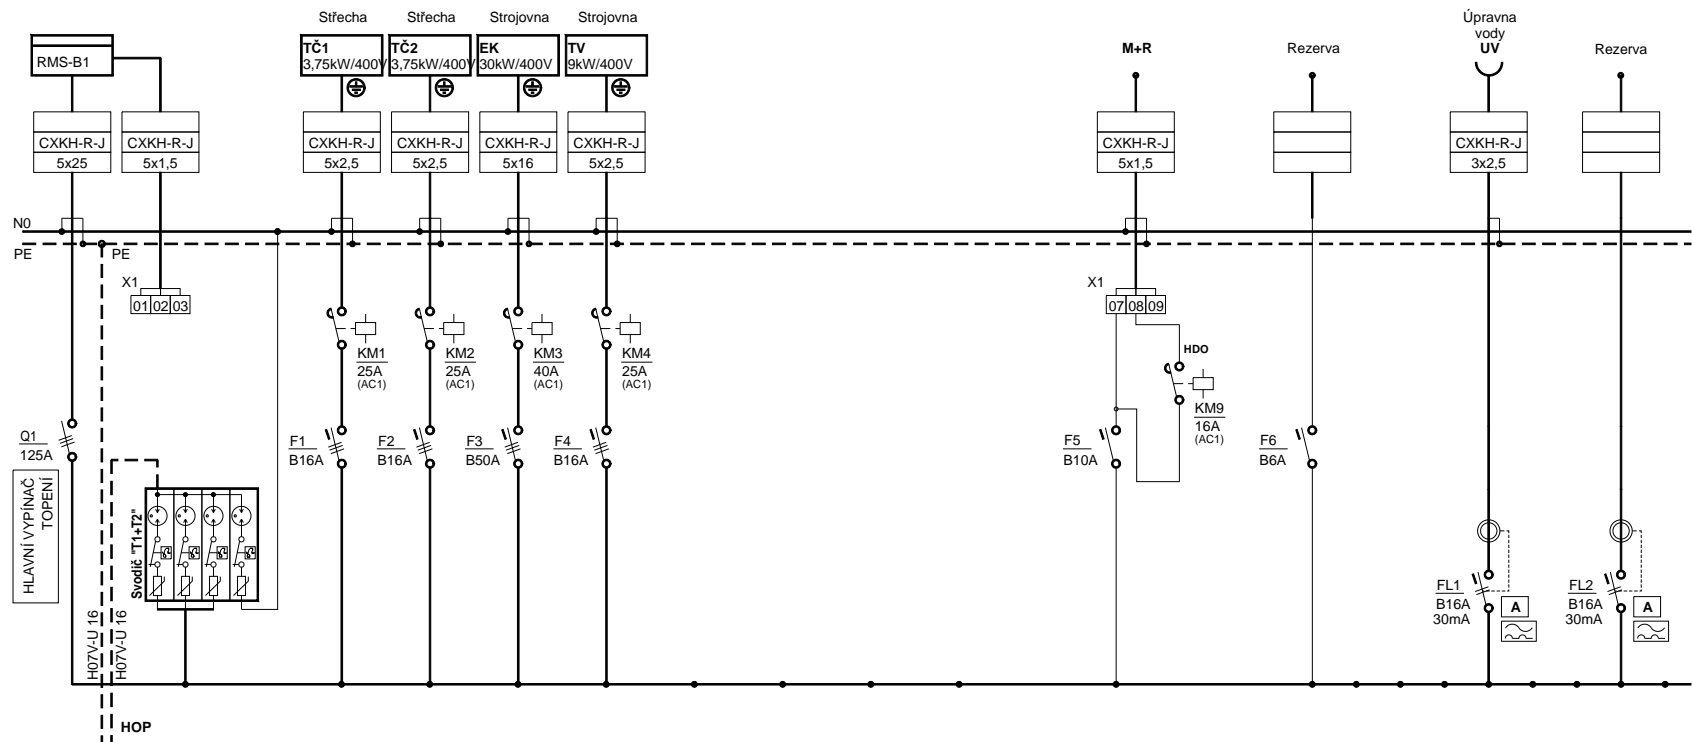 Střecha
Střecha
Strojovna
Strojovna
Úpravna
vody
UV
M+R
Rezerva
Rezerva
RMS-B1
TČ1
3,75kW/400V
TČ2
3,75kW/400V
EK
30kW/400V
TV
9kW/400V
CXKH-R-J
5x25
CXKH-R-J
5x1,5
CXKH-R-J
5x2,5
CXKH-R-J
5x2,5
CXKH-R-J
5x16
CXKH-R-J
5x2,5
CXKH-R-J
5x1,5
CXKH-R-J
3x2,5
N0
PE
PE
X1
01 02 03
X1
07 08 09
KM1
25A
(AC1)
KM2
25A
(AC1)
KM3
40A
(AC1)
KM4
25A
(AC1)
HDO
KM9
16A
(AC1)
Q1
125A
F1
B16A
F2
B16A
F3
B50A
F4
B16A
F5
B10A
F6
B6A
HLAVNÍ VYPÍNAČ
TOPENÍ
Svodič "T1+T2"
FL1
B16A
30mA
A
FL2
B16A
30mA
A
H07V-U 16
H07V-U 16
HOP